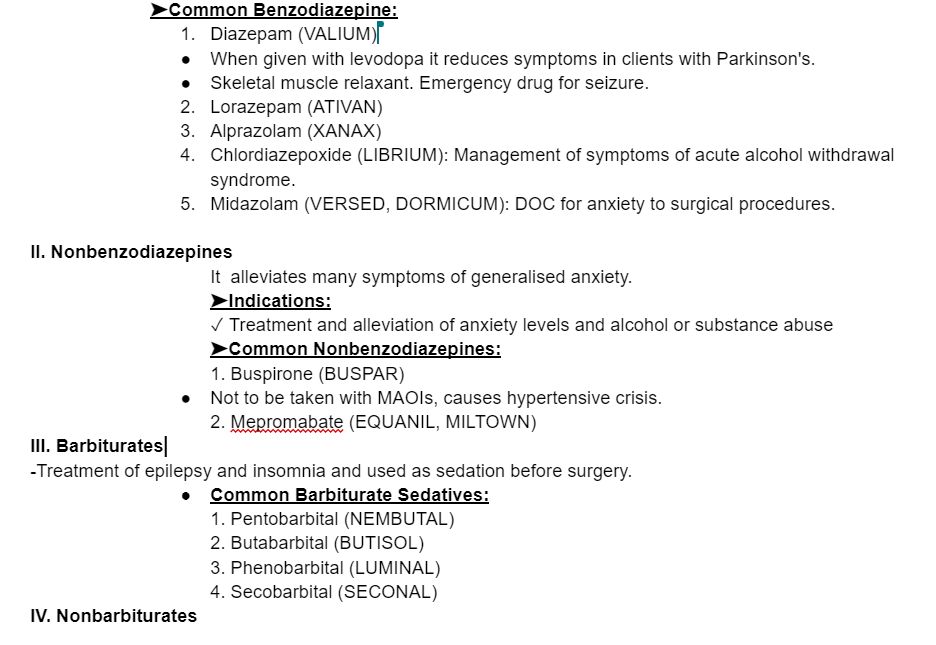 ➤Common Benzodiazepine:
1. Diazepam (VALIUM)
● When given with levodopa it reduces symptoms in clients with Parkinson's.
● Skeletal muscle relaxant. Emergency drug for seizure.
2. Lorazepam (ATIVAN)
3. Alprazolam (XANAX)
4. Chlordiazepoxide (LIBRIUM): Management of symptoms of acute alcohol withdrawal
syndrome.
5. Midazolam (VERSED, DORMICUM): DOC for anxiety to surgical procedures.
II. Nonbenzodiazepines
It  alleviates many symptoms of generalised anxiety.
➤Indications:
✓ Treatment and alleviation of anxiety levels and alcohol or substance abuse
➤Common Nonbenzodiazepines:
1. Buspirone (BUSPAR)
● Not to be taken with MAOIs, causes hypertensive crisis.
2. Mepromabate (EQUANIL, MILTOWN)
III. Barbiturates
-Treatment of epilepsy and insomnia and used as sedation before surgery.
● Common Barbiturate Sedatives:
1. Pentobarbital (NEMBUTAL)
2. Butabarbital (BUTISOL)
3. Phenobarbital (LUMINAL)
4. Secobarbital (SECONAL)
IV. Nonbarbiturates